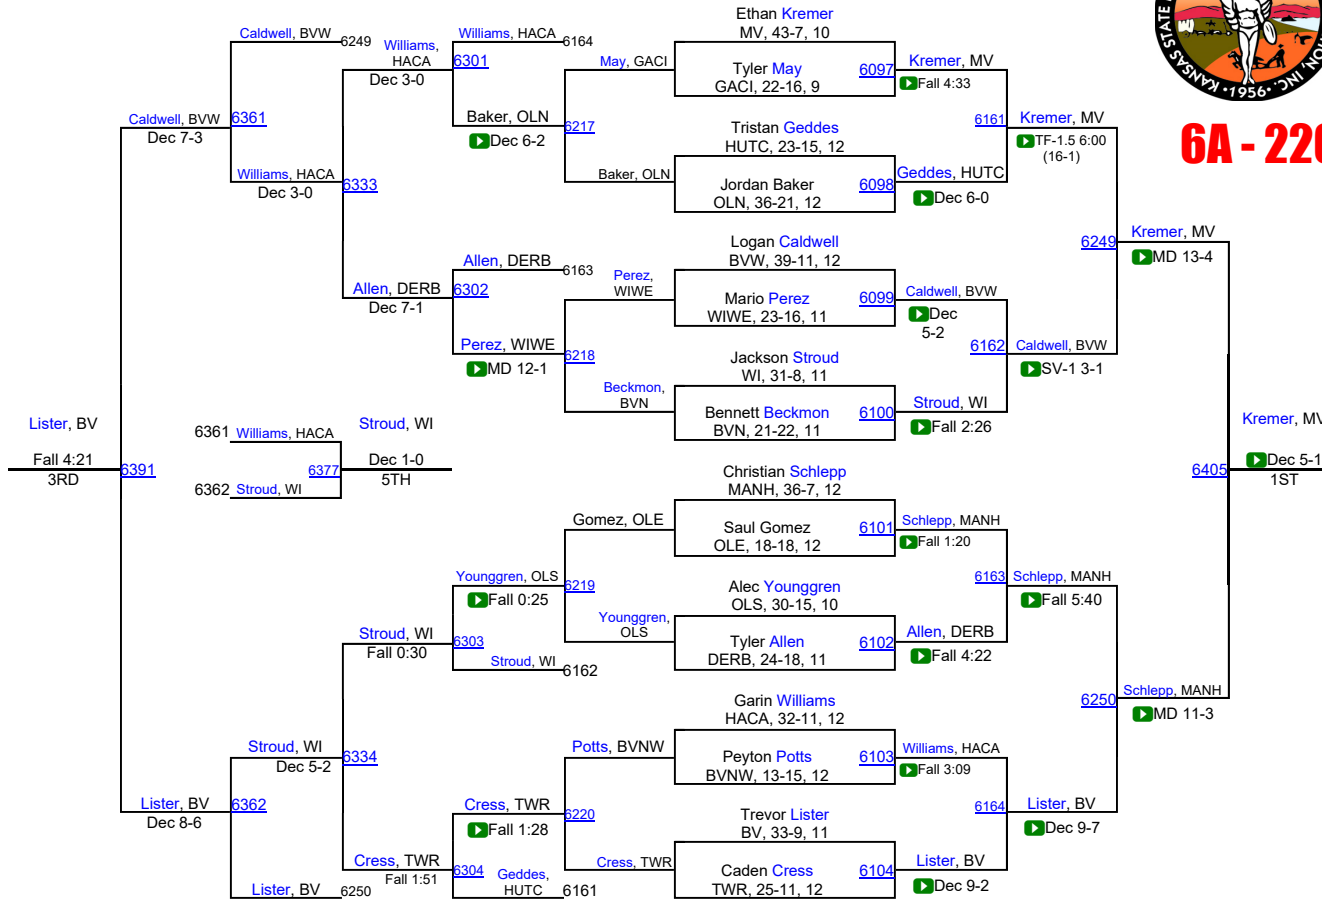 Ethan Kremer
MV, 43-7, 10
Tyler May
GACI, 22-16, 9
6097
Tristan Geddes
HUTC, 23-15, 12
Jordan Baker
OLN, 36-21, 12
6098
Logan Caldwell
BVW, 39-11, 12
Mario Perez
WIWE, 23-16, 11
6099
Jackson Stroud
WI, 31-8, 11
Bennett Beckmon
BVN, 21-22, 11
6100
Christian Schlepp
MANH, 36-7, 12
Saul Gomez
OLE, 18-18, 12
6101
Alec Younggren
OLS, 30-15, 10
Tyler Allen
DERB, 24-18, 11
6102
Garin Williams
HACA, 32-11, 12
Peyton Potts
BVNW, 13-15, 12
6103
Trevor Lister
BV, 33-9, 11
Caden Cress
TWR, 25-11, 12
6104
Kremer, MV
Fall 4:33
6161
Geddes, HUTC
Dec 6-0
Caldwell, BVW
Dec
5-2
6162
Stroud, WI
Fall 2:26
Schlepp, MANH
Fall 1:20
6163
Allen, DERB
Fall 4:22
Williams, HACA
Fall 3:09
6164
Lister, BV
Dec 9-2
Kremer, MV
TF-1.5 6:00
(16-1)
6249
Caldwell, BVW
SV-1 3-1
Schlepp, MANH
Fall 5:40
6250
Lister, BV
Dec 9-7
Kremer, MV
MD 13-4
6405
Schlepp, MANH
MD 11-3
Kremer, MV
Dec 5-1
1ST
KANSAS STATE
ION, INC.
•1956•
6A - 220
May, GACI
6217
Baker, OLN
Perez,
WIWE
6218
Beckmon,
BVN
Gomez, OLE
6219
Younggren,
OLS
Potts, BVNW
6220
Cress, TWR
Williams, HACA
6164
6301
Baker, OLN
Dec 6-2
Allen, DERB
6163
6302
Perez, WIWE
MD 12-1
Younggren, OLS
Fall 0:25
6303
Stroud, WI
6162
Cress, TWR
Fall 1:28
6304
Geddes,
HUTC
6161
Williams,
HACA
Dec 3-0
6333
Allen, DERB
Dec 7-1
Stroud, WI
Fall 0:30
6334
Cress, TWR
Fall 1:51
Caldwell, BVW
6249
6361
Williams, HACA
Dec 3-0
Stroud, WI
Dec 5-2
6362
Lister, BV
6250
Caldwell, BVW
Dec 7-3
6391
Lister, BV
Dec 8-6
Lister, BV
Fall 4:21
3RD
6361
Williams, HACA
6377
6362
Stroud, WI
Stroud, WI
Dec 1-0
5TH